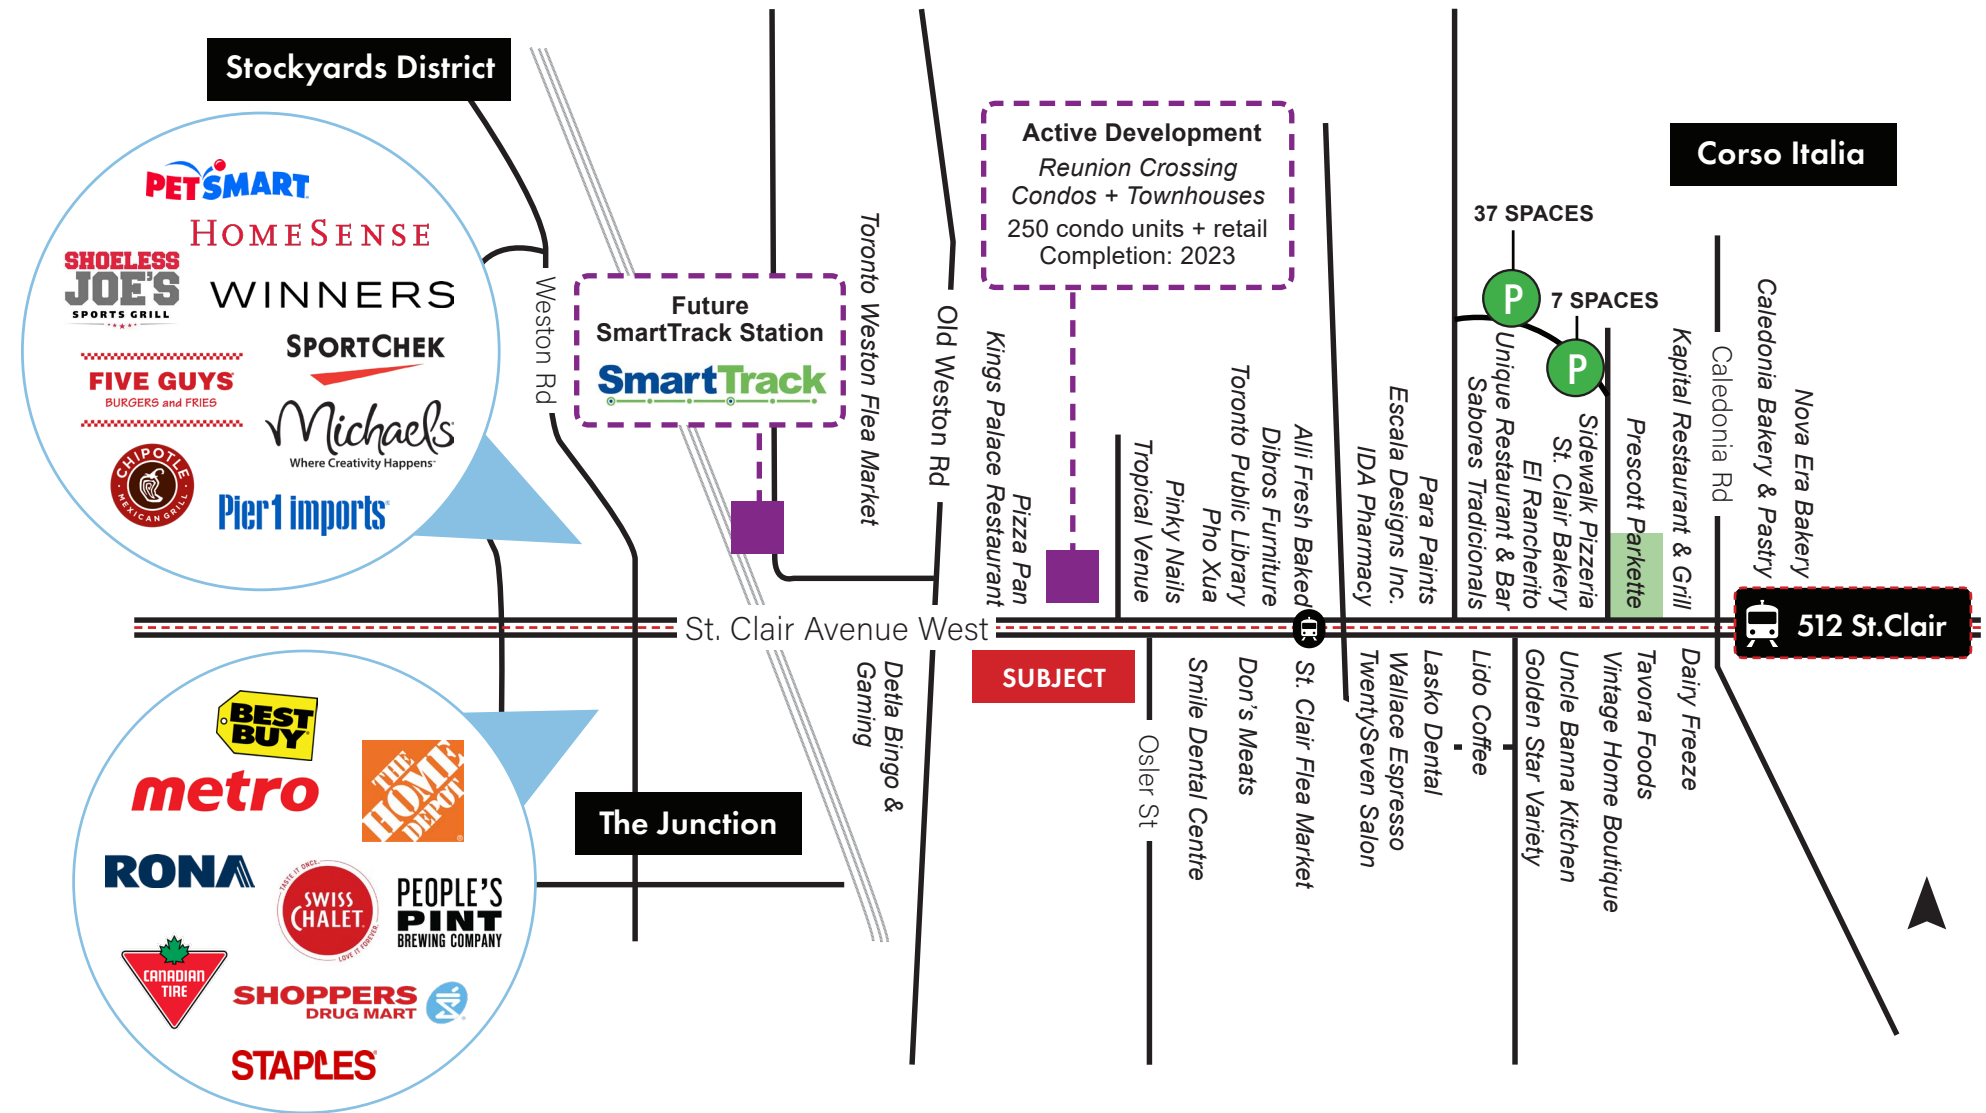 Stockyards District
PETSMART
HOMESENSE
SHOELESS
JOE'S
SPORTS GRILL
WINNERS
SPORTCHEK
FIVE GUYS
BURGERS and FRIES
Michaels
Where Creativity Happens
CHIPOTLE
MEXICAN GRILL
Pier 1 imports
Weston Rd
Future
SmartTrack Station
SmartTrack
Toronto Weston Flea Market
Old Weston Rd
Active Development
Reunion Crossing
Condos + Townhouses
250 condo units + retail
Completion: 2023
Kings Palace Restaurant
Pizza Pan
Tropical Venue
Pinky Nails
Pho Xua
Toronto Public Library
Dibros Furniture
Alli Fresh Baked
IDA Pharmacy
Escala Designs Inc.
Para Paints
37 SPACES
P
7 SPACES
P
Sabores Tradicionals
Unique Restaurant & Bar
El Rancherito
St. Clair Bakery
Sidewalk Pizzeria
Prescott Parkette
Kapital Restaurant & Grill
Caledonia Rd
Corso Italia
Caledonia Bakery & Pastry
Nova Era Bakery
St. Clair Avenue West
512 St.Clair
SUBJECT
Detla Bingo &
Gaming
Osler St
Smile Dental Centre
Don's Meats
St. Clair Flea Market
TwentySeven Salon
Wallace Espresso
Lasko Dental
Lido Coffee
Golden Star Variety
Uncle Banna Kitchen
Vintage Home Boutique
Tavora Foods
Dairy Freeze
BEST
BUY
metro
THE
HOME
DEPOT
The Junction
RONA
TASTE IT ONCE.
SWISS
CHALET
LOVE IT FOREVER.
PEOPLE'S
PINT
BREWING COMPANY
CANADIAN
TIRE
SHOPPERS
DRUG MART
STAPLES